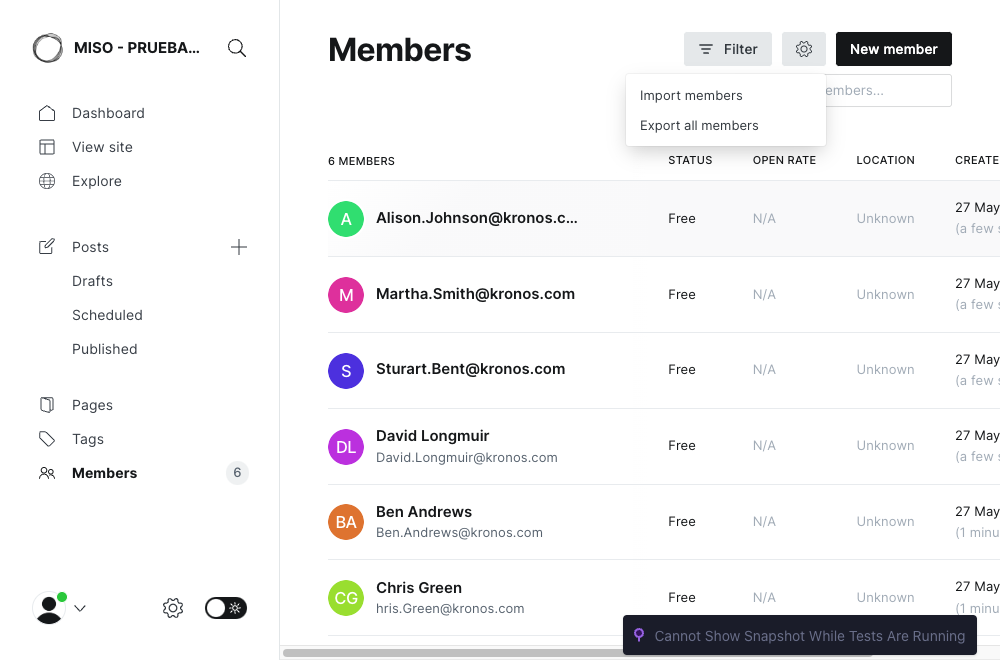 MISO - PRUEBA...
Dashboard
View site
Explore
Posts
Drafts
Scheduled
Published
Pages
Tags
Members 6
Members
Filter
New member
Import members
Export all members
embers...
6 MEMBERS STATUS OPEN RATE LOCATION CREATE
A Alison.Johnson@kronos.c... Free N/A Unknown 27 May
(a few s
M Martha.Smith@kronos.com Free N/A Unknown 27 May
(a few s
S Sturart.Bent@kronos.com Free N/A Unknown 27 May
(a few s
DL David Longmuir Free N/A Unknown 27 May
David.Longmuir@kronos.com (a few s
BA Ben Andrews Free N/A Unknown 27 May
Ben.Andrews@kronos.com (1 minu
CG Chris Green Free N/A Unknown 27 May
hris.Green@kronos.com (1 minu
Cannot Show Snapshot While Tests Are Running